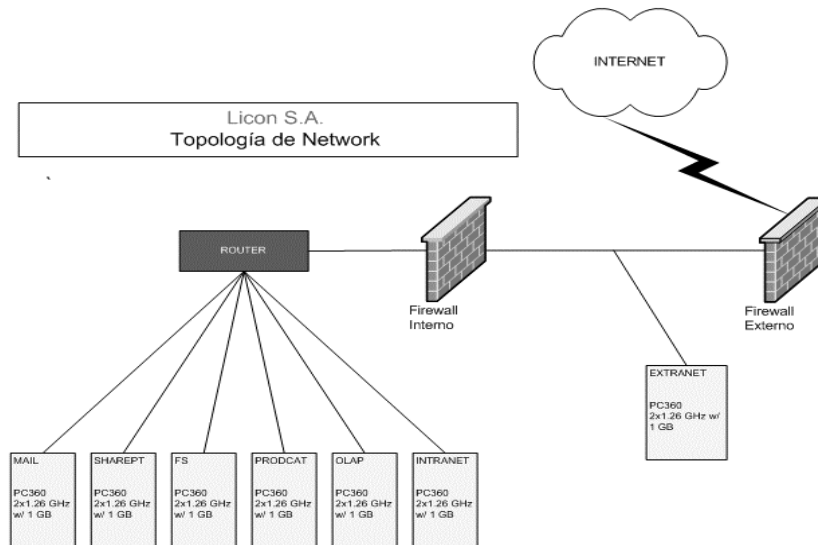 INTERNET
Licon S.A.
Topología de Network
ROUTER
Firewall
Interno
Firewall
Externo
EXTRANET
PC360
2x1.26 GHz w/
1 GB
MAIL
PC360
2x1.26 GHz
w/ 1 GB
SHAREPT
PC360
2x1.26 GHz
w/ 1 GB
FS
PC360
2x1.26 GHz
w/ 1 GB
PRODCAT
PC360
2x1.26 GHz
w/ 1 GB
OLAP
PC360
2x1.26 GHz
w/ 1 GB
INTRANET
PC360
2x1.26 GHz
w/ 1 GB